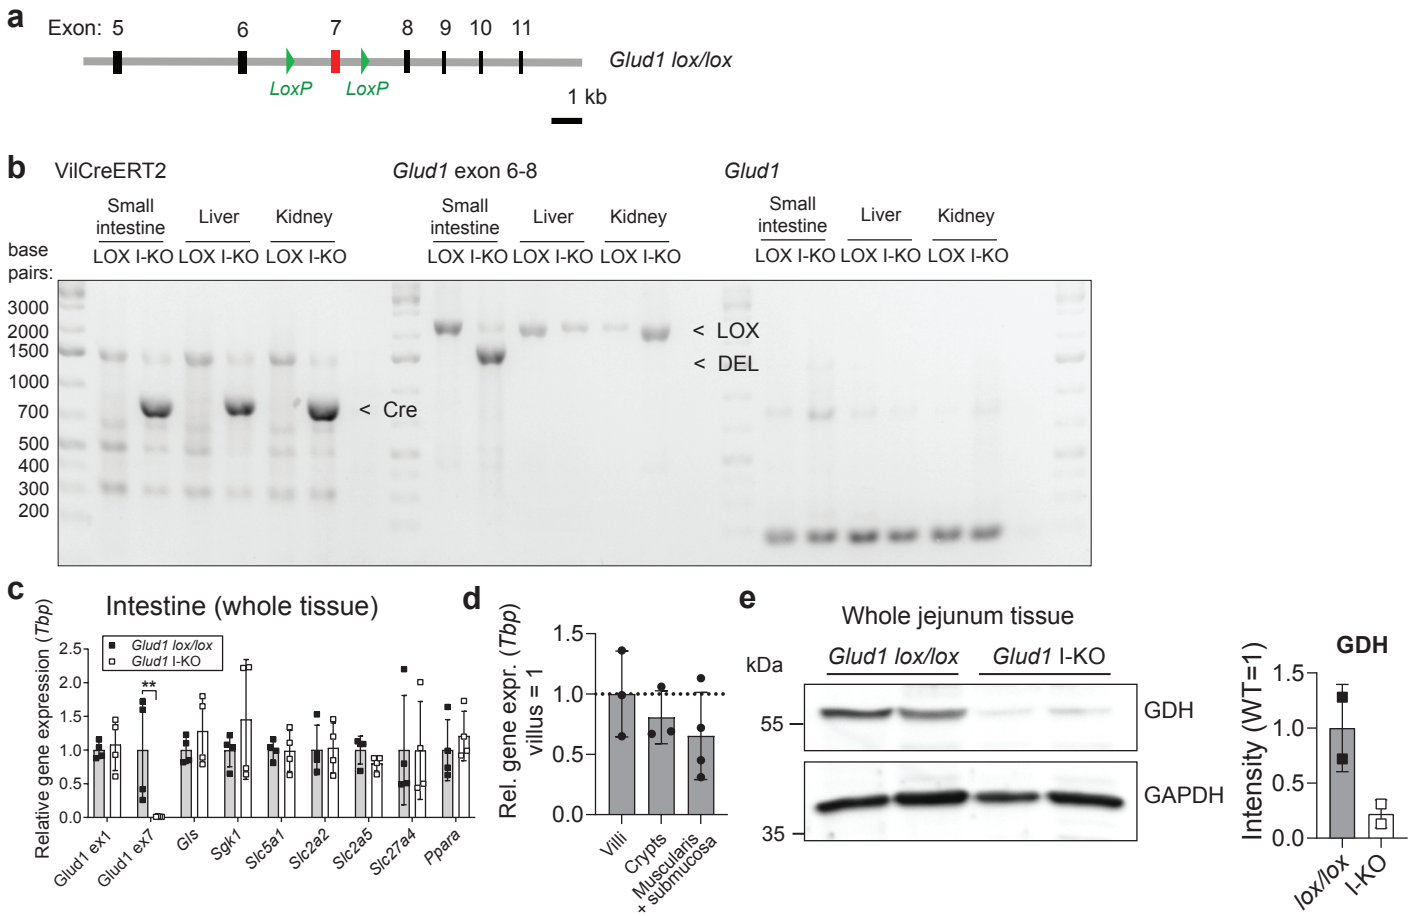 a
Exon: 5 6 7 8 9 10 11
Glud1 lox/lox
LoxP LoxP
1 kb
b
VilCreERT2 Glud1 exon 6-8 Glud1
Small intestine Liver Kidney Small intestine Liver Kidney Small intestine Liver Kidney
base pairs:
LOX I-KO LOX I-KO LOX I-KO LOX I-KO LOX I-KO LOX I-KO LOX I-KO LOX I-KO LOX I-KO
3000
2000
1500
1000
700
500
400
300
200
< Cre
< LOX
< DEL
c
Intestine (whole tissue)
Relative gene expression (Tbp)
Glud1 lox/lox
Glud1 I-KO
2.5
2.0
1.5
1.0
0.5
0.0
**
Glud1 ex1
Glud1 ex7
Gls
Sgk1
Slc5a1
Slc2a2
Slc2a5
Slc27a4
Ppara
d
Rel. gene expr. (Tbp)
villus = 1
1.5
1.0
0.5
0.0
Villi
Crypts
Muscularis
+ submucosa
e
Whole jejunum tissue
kDa
Glud1 lox/lox Glud1 I-KO
55
35
GDH
GAPDH
GDH
Intensity (WT=1)
1.5
1.0
0.5
0.0
lox/lox
I-KO